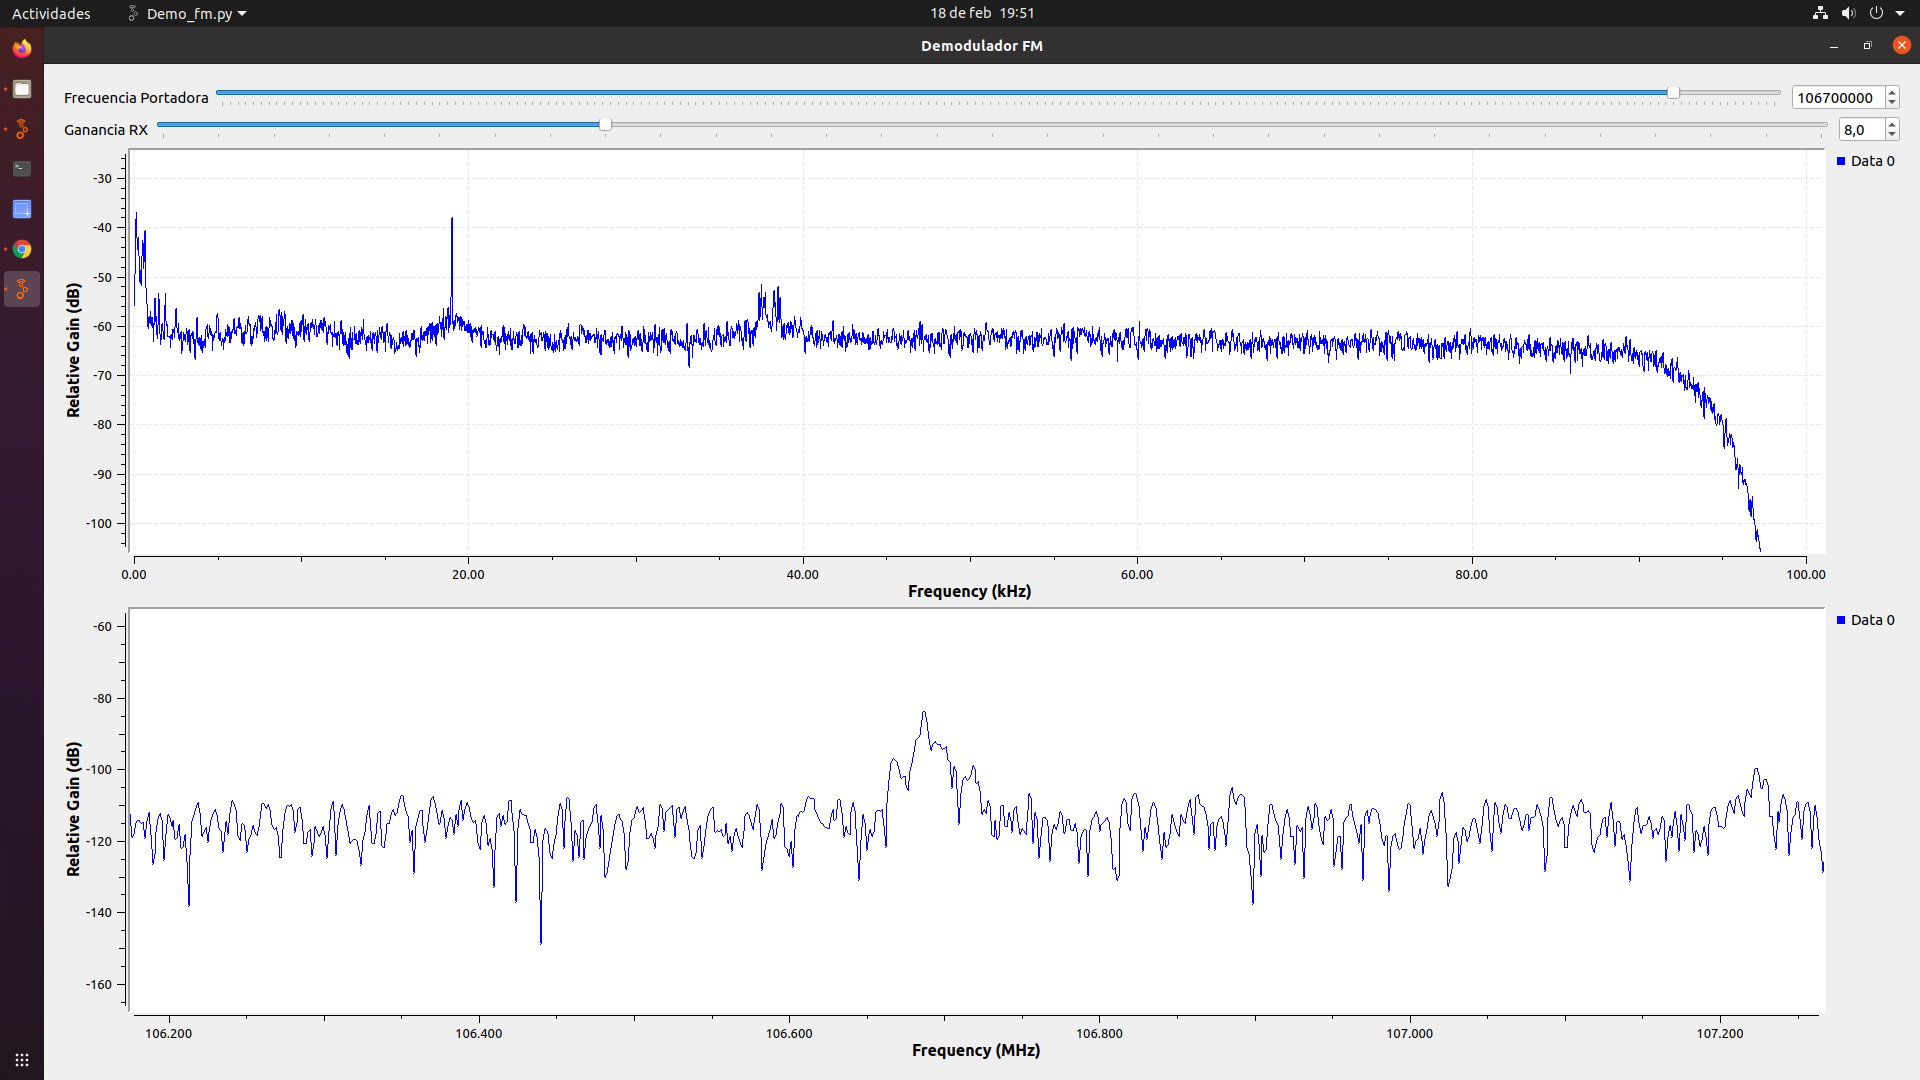 Actividades Demo_fm.py 18 de feb 19:51
Demodulador FM
Frecuencia Portadora 106700000
Ganancia RX 8,0
Data 0
Relative Gain (dB)
-30
-40
-50
-60
-70
-80
-90
-100
0.00 20.00 40.00 60.00 80.00 100.00
Frequency (kHz)
Data 0
Relative Gain (dB)
-60
-80
-100
-120
-140
-160
106.200 106.400 106.600 106.800 107.000 107.200
Frequency (MHz)